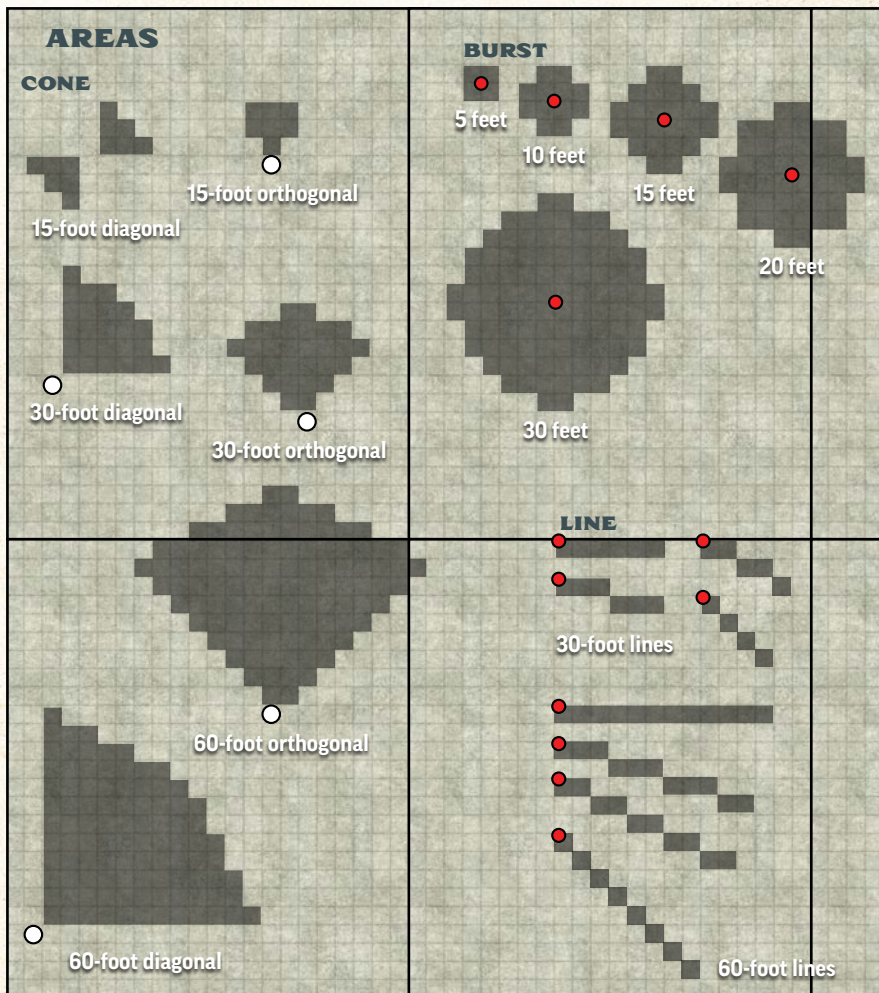 AREAS
CONE
15-foot diagonal
15-foot orthogonal
30-foot diagonal
30-foot orthogonal
60-foot orthogonal
60-foot diagonal
BURST
5 feet
10 feet
15 feet
20 feet
30 feet
LINE
30-foot lines
60-foot lines